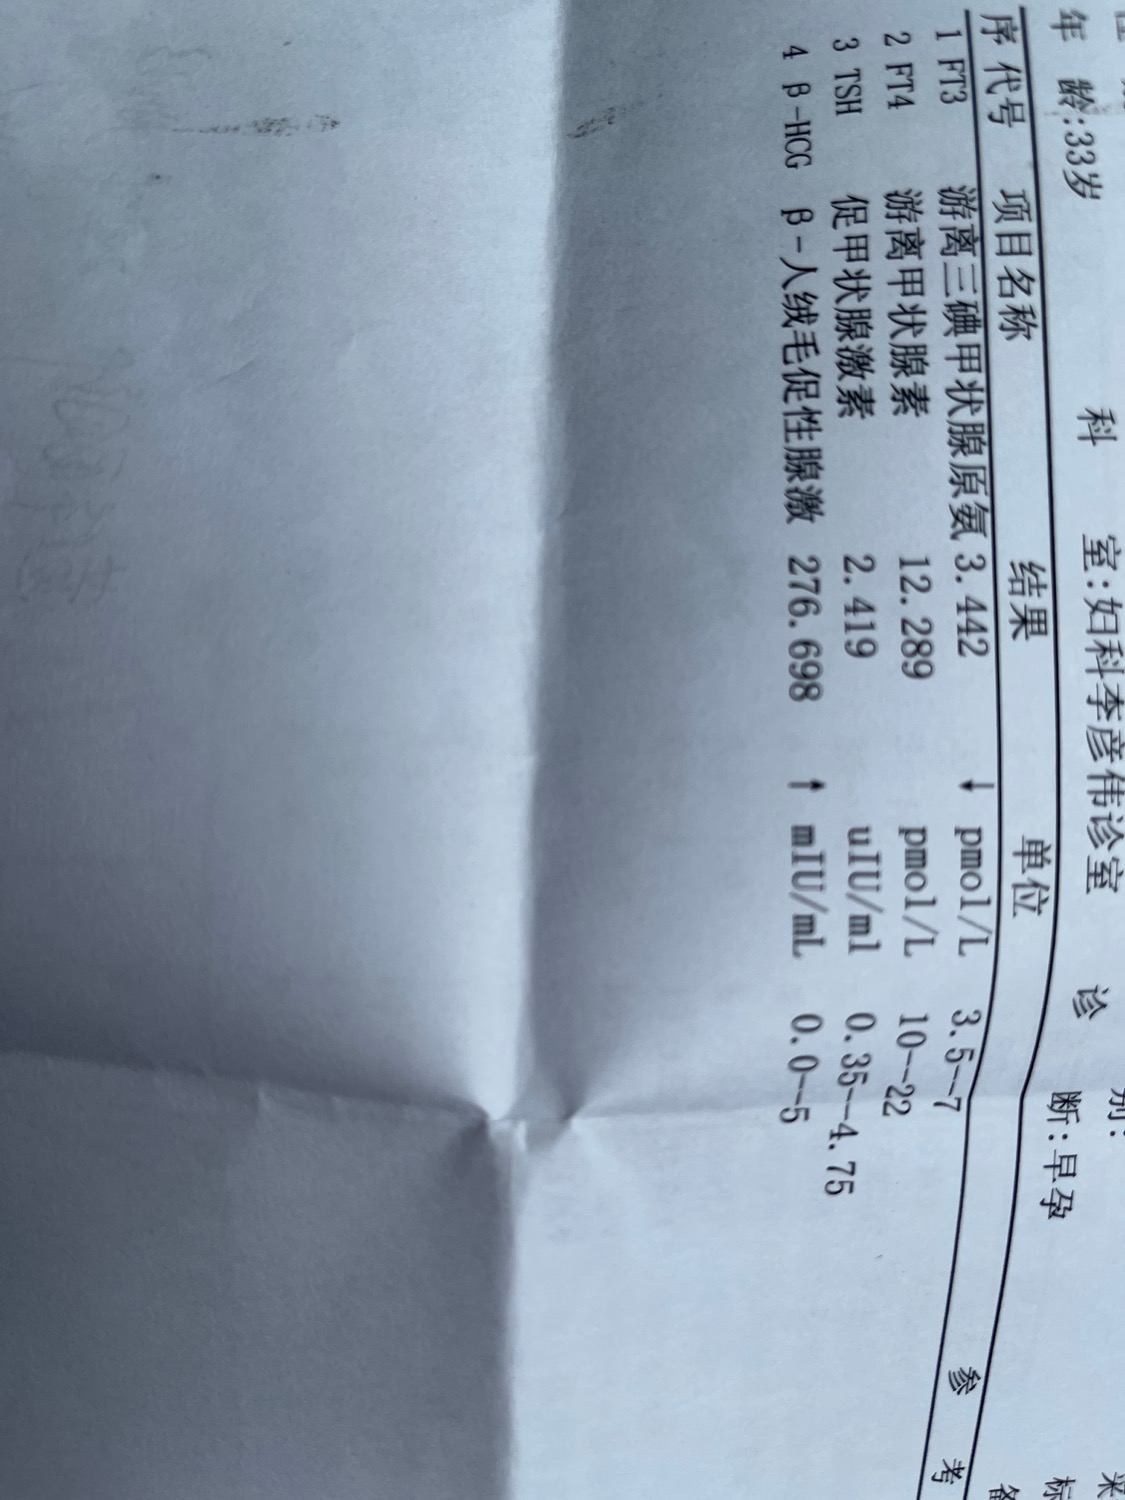 年 龄:33岁 科 室:妇科李彦伟诊室 诊 断:早孕
序 代号 项目名称 结果 单位 参 考
1 FT3 游离三碘甲状腺原氨 3.442 ↓ pmol/L 3.5--7
2 FT4 游离甲状腺素 12.289 pmol/L 10--22
3 TSH 促甲状腺激素 2.419 uIU/ml 0.35--4.75
4 β-HCG β-人绒毛促性腺激 276.698 ↑ mIU/mL 0.0--5